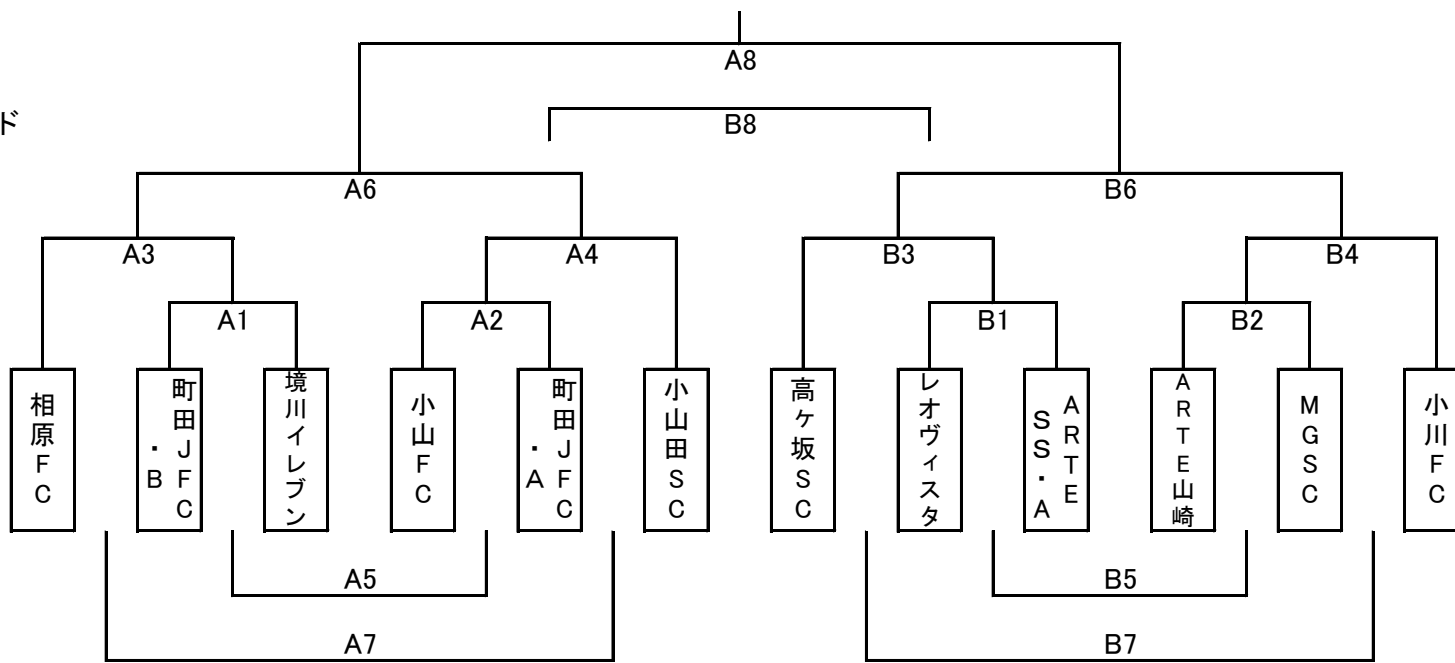 A8
ド
B8
A6
B6
A3
A4
B3
B4
A1
A2
B1
B2
相原FC
町田JFC
・B
境川イレブン
小山FC
町田JFC
・A
小山田SC
高ヶ坂SC
レオヴィスタ
ARTE
SS・A
ARTE山崎
MGSC
小川FC
A5
B5
A7
B7